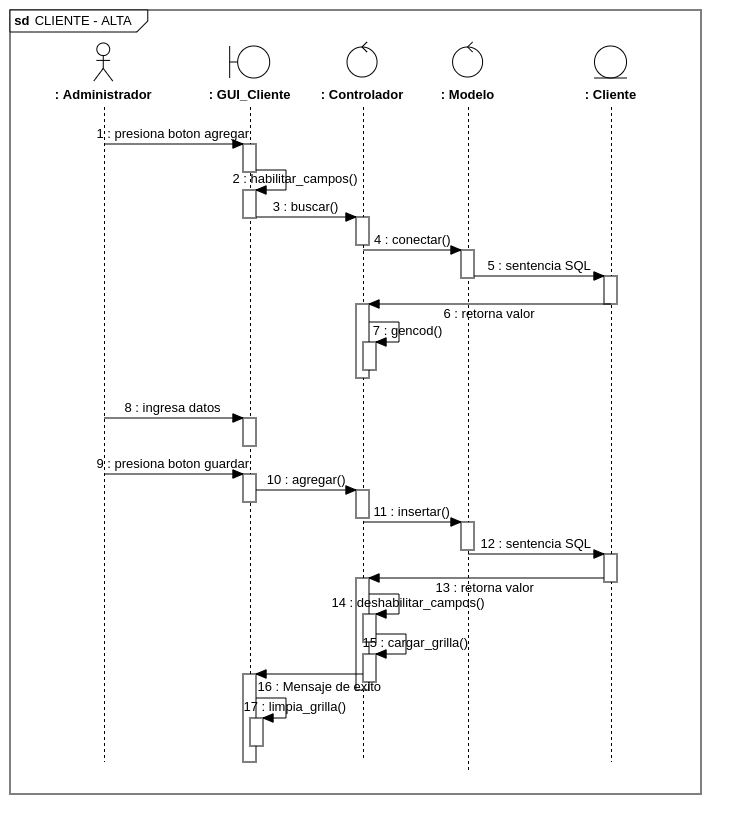 sd CLIENTE - ALTA
: Administrador
: GUI_Cliente
: Controlador
: Modelo
: Cliente
1 : presiona boton agregar
2 : habilitar_campos()
3 : buscar()
4 : conectar()
5 : sentencia SQL
6 : retorna valor
7 : gencod()
8 : ingresa datos
9 : presiona boton guardar
10 : agregar()
11 : insertar()
12 : sentencia SQL
13 : retorna valor
14 : deshabilitar_campos()
15 : cargar_grilla()
16 : Mensaje de exito
17 : limpia_grilla()